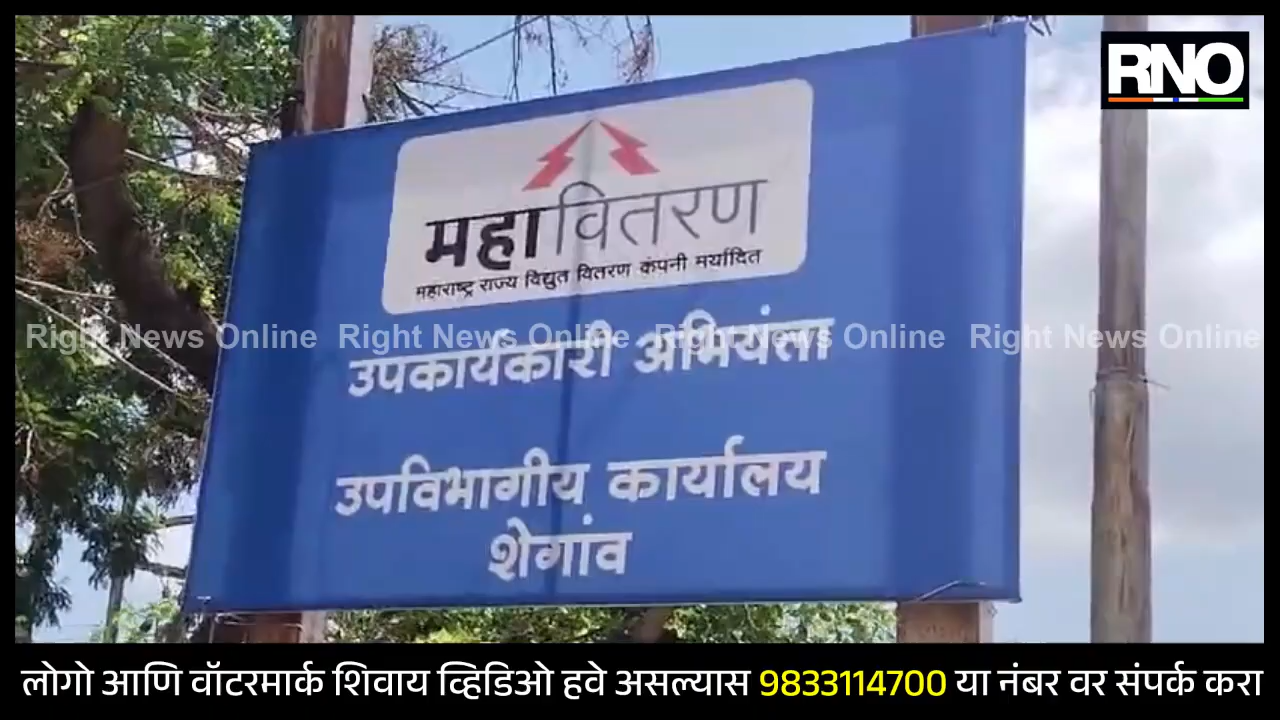 RNO
महावितरण
महाराष्ट्र राज्य विद्युत वितरण कंपनी मर्यादित
Right News Online Right News Online Right News Online Right News Online
उपकार्यकारी अभियंता
उपविभागीय कार्यालय
शेगांव
लोगो आणि वॉटरमार्क शिवाय व्हिडिओ हवे असल्यास 9833114700 या नंबर वर संपर्क करा